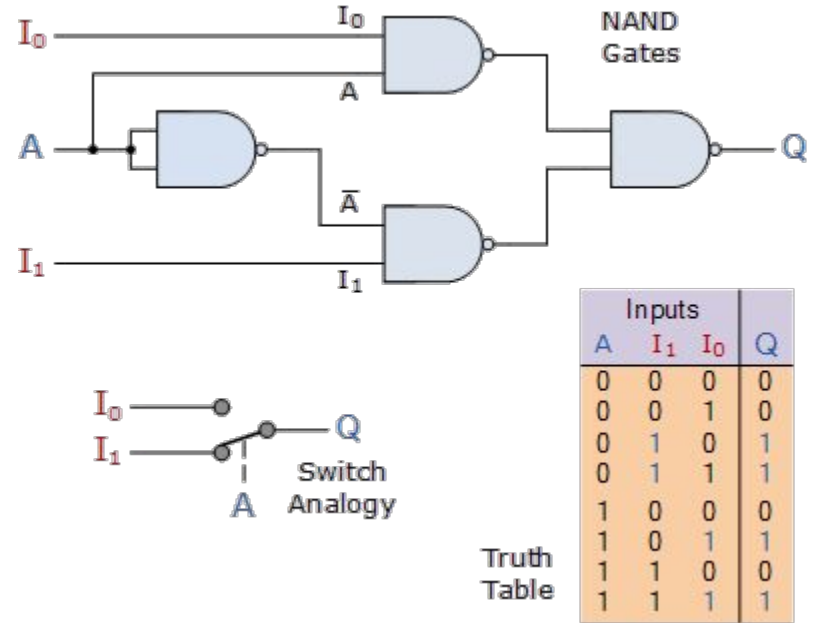 I₀
I₀
NAND
Gates
A
A
Q
A̅
I₁
I₁
Inputs
A I₁ I₀ Q
0 0 0 0
0 0 1 0
0 1 0 1
0 1 1 1
1 0 0 0
1 0 1 1
1 1 0 0
1 1 1 1
I₀
I₁
Q
A
Switch
Analogy
Truth
Table